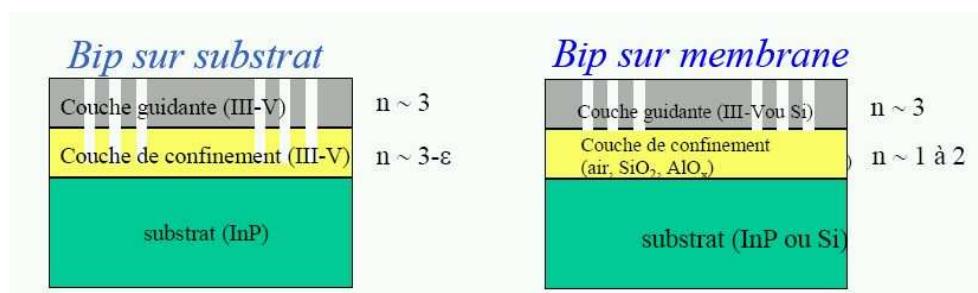 Bip sur substrat
Couche guidante (III-V)
n ~ 3
Couche de confinement (III-V)
n ~ 3-ε
substrat (InP)
Bip sur membrane
Couche guidante (III-Vou Si)
n ~ 3
Couche de confinement
(air, SiO₂, AlOₓ)
) n ~ 1 à 2
substrat (InP ou Si)